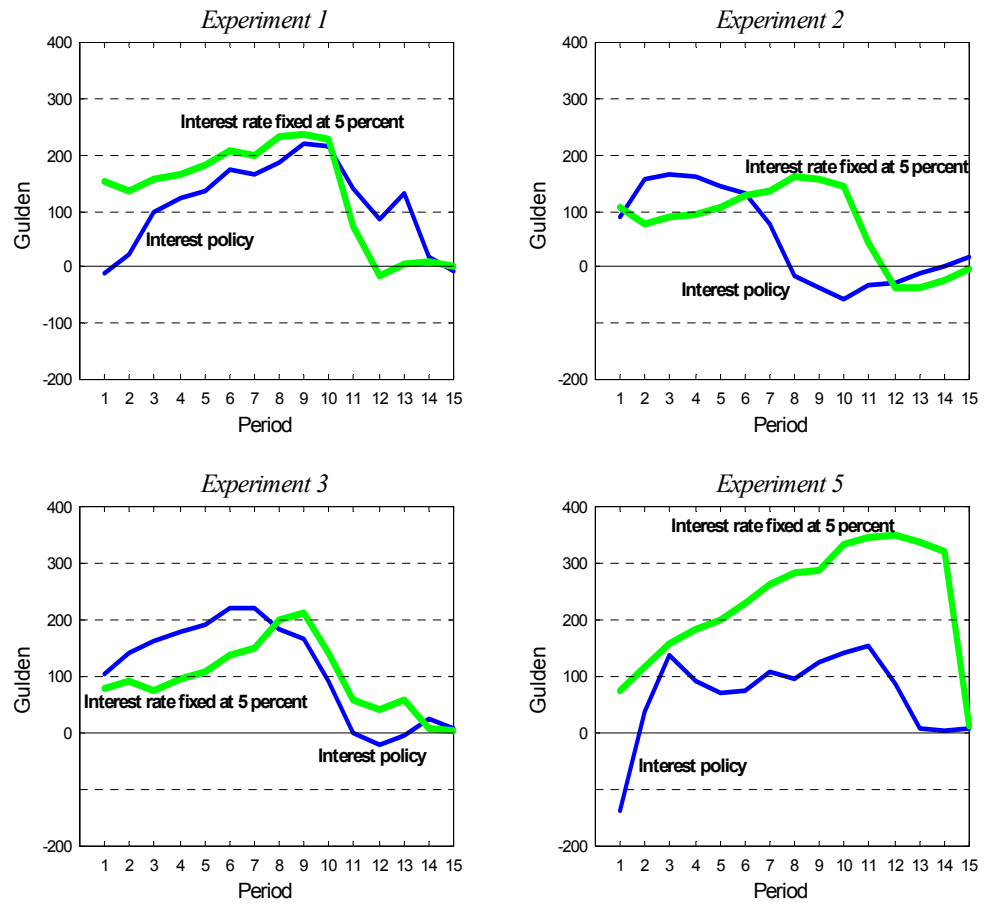 Experiment 1
400
300
200
100
0
-100
-200
Gulden
Interest rate fixed at 5 percent
Interest policy
1 2 3 4 5 6 7 8 9 10 11 12 13 14 15
Period
Experiment 2
400
300
200
100
0
-100
-200
Gulden
Interest rate fixed at 5 percent
Interest policy
1 2 3 4 5 6 7 8 9 10 11 12 13 14 15
Period
Experiment 3
400
300
200
100
0
-200
Gulden
Interest rate fixed at 5 percent
Interest policy
1 2 3 4 5 6 7 8 9 10 11 12 13 14 15
Period
Experiment 5
400
300
200
100
0
-200
Gulden
Interest rate fixed at 5 percent
Interest policy
1 2 3 4 5 6 7 8 9 10 11 12 13 14 15
Period